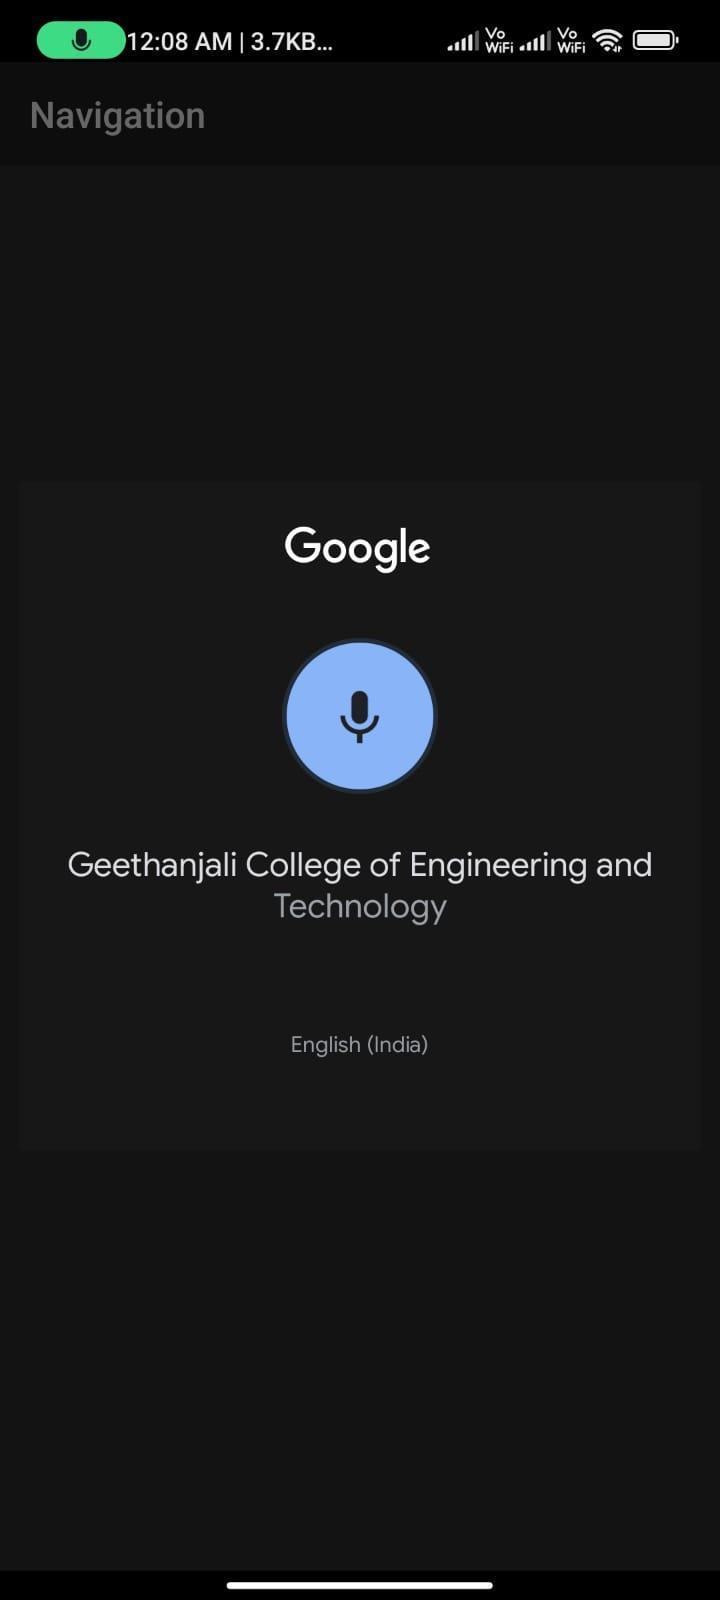 12:08 AM | 3.7KB...
Vo WiFi Vo WiFi
Navigation
Google
Geethanjali College of Engineering and
Technology
English (India)